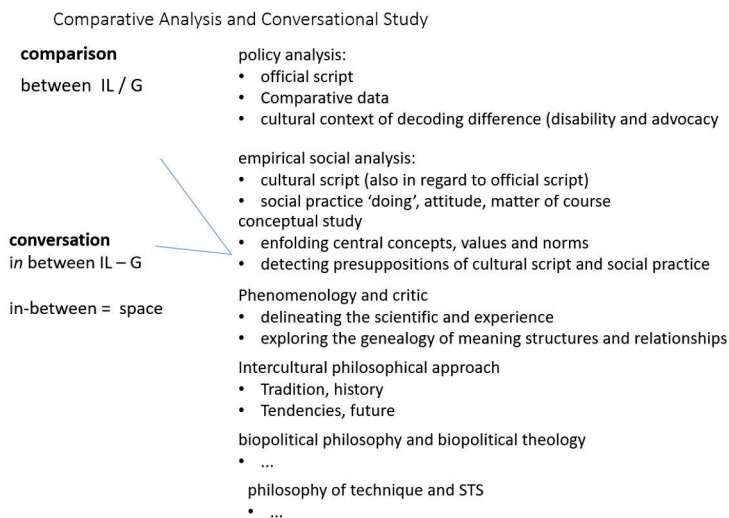 Comparative Analysis and Conversational Study
comparison
between IL / G
policy analysis:
• official script
• Comparative data
• cultural context of decoding difference (disability and advocacy
empirical social analysis:
• cultural script (also in regard to official script)
• social practice ‘doing’, attitude, matter of course
conceptual study
• enfolding central concepts, values and norms
• detecting presuppositions of cultural script and social practice
conversation
in between IL – G
in-between = space
Phenomenology and critic
• delineating the scientific and experience
• exploring the genealogy of meaning structures and relationships
Intercultural philosophical approach
• Tradition, history
• Tendencies, future
biopolitical philosophy and biopolitical theology
• ...
philosophy of technique and STS
• ...